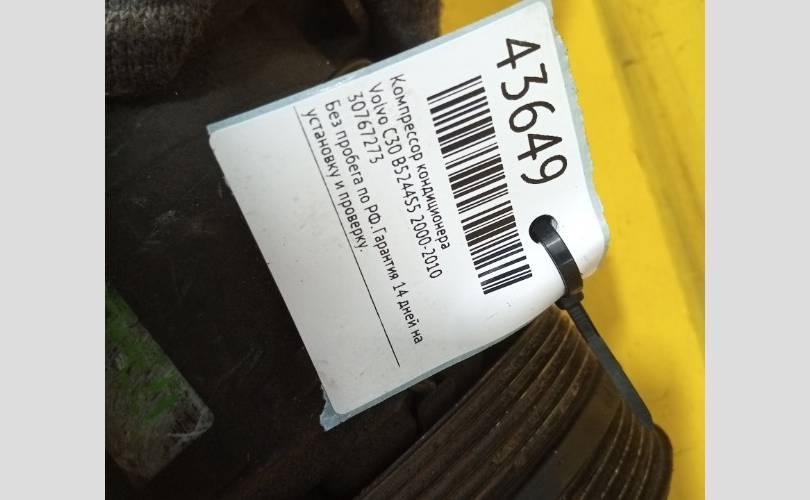 43649
Компрессор кондиционера
Volvo C30 B5244S5 2000-2010
30767273
Без пробега по РФ.Гарантия 14 дней на
установку и проверку.